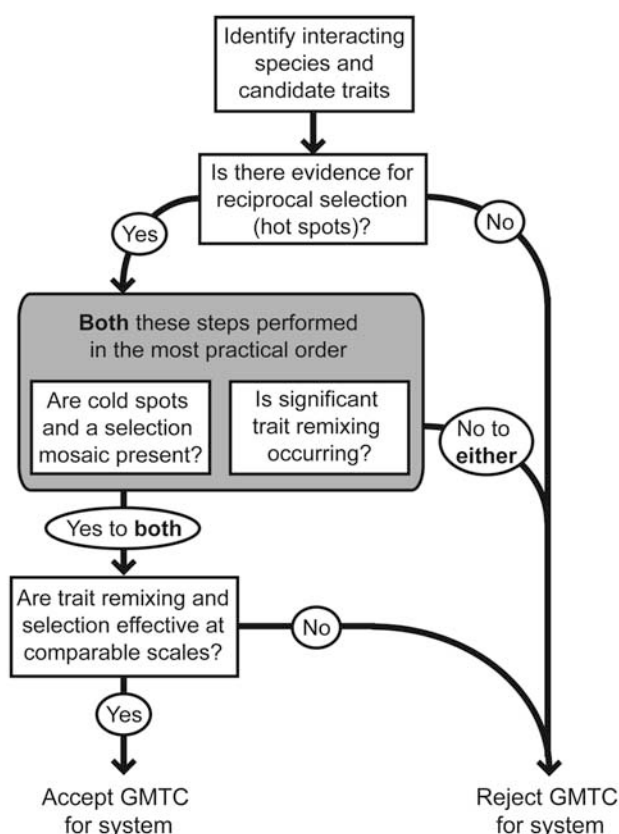 Identify interacting
species and
candidate traits
Is there evidence for
reciprocal selection
(hot spots)?
Yes
No
Both these steps performed
in the most practical order
Are cold spots
and a selection
mosaic present?
Is significant
trait remixing
occurring?
No to
either
Yes to both
Are trait remixing and
selection effective at
comparable scales?
No
Yes
Accept GMTC
for system
Reject GMTC
for system